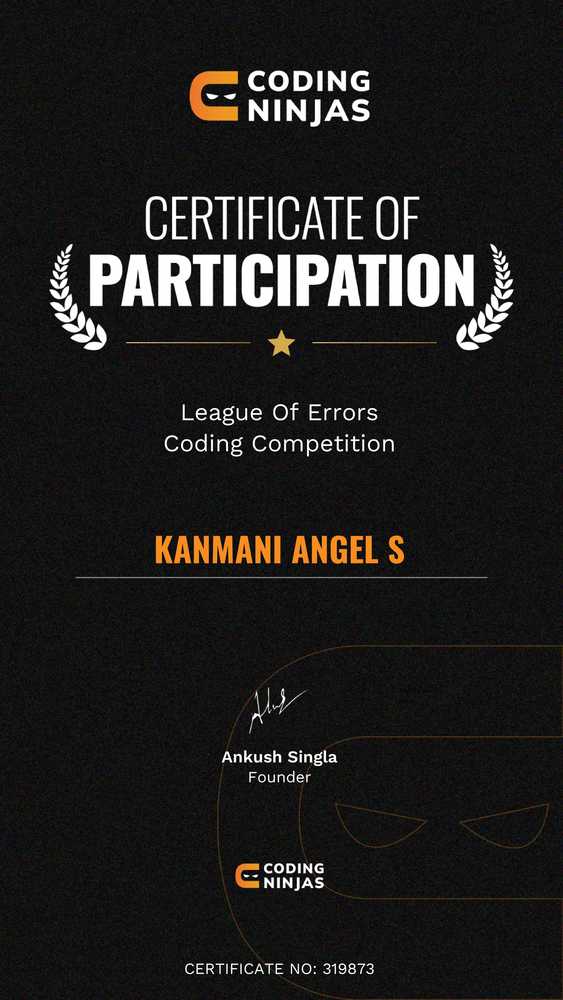 CODING
NINJAS
CERTIFICATE OF
PARTICIPATION
League Of Errors
Coding Competition
KANMANI ANGEL S
Ankush Singla
Founder
CODING
NINJAS
CERTIFICATE NO: 319873